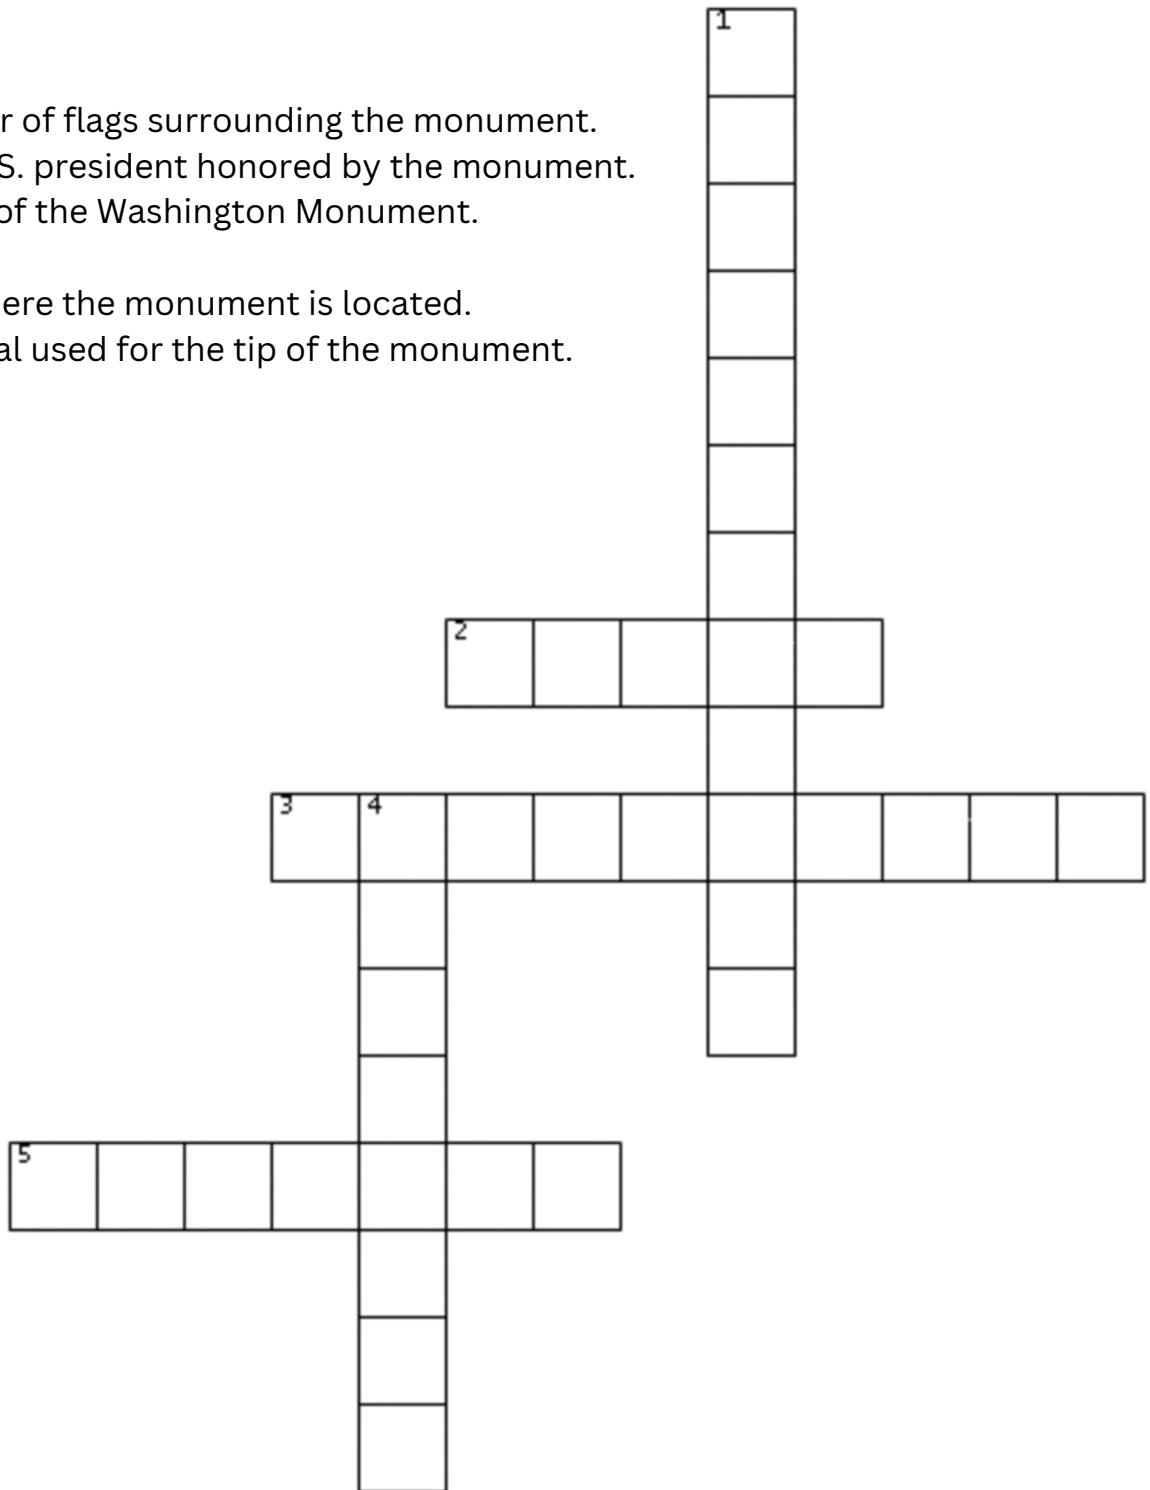 1
r of flags surrounding the monument.
S. president honored by the monument.
of the Washington Monument.
ere the monument is located.
al used for the tip of the monument.
2
3 4
5